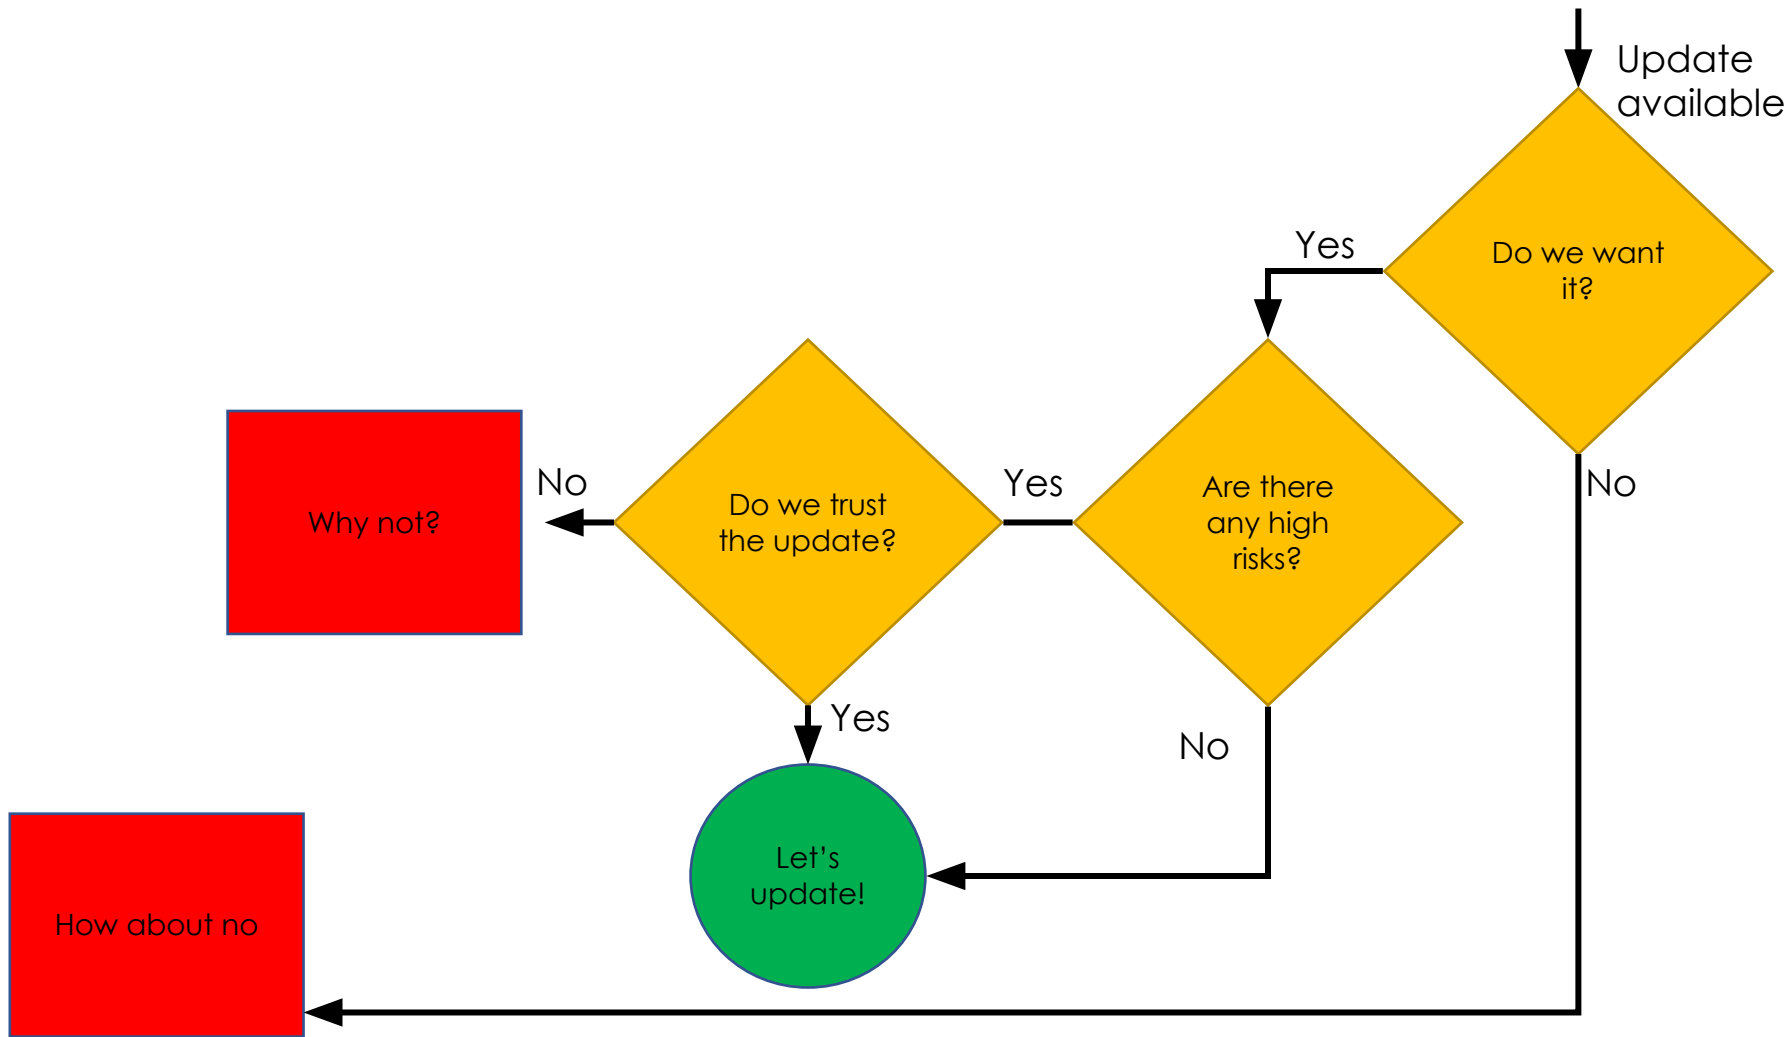 Update
available
Do we want
it?
Yes
No
Are there
any high
risks?
Yes
No
Do we trust
the update?
No
Yes
Why not?
Let’s
update!
How about no